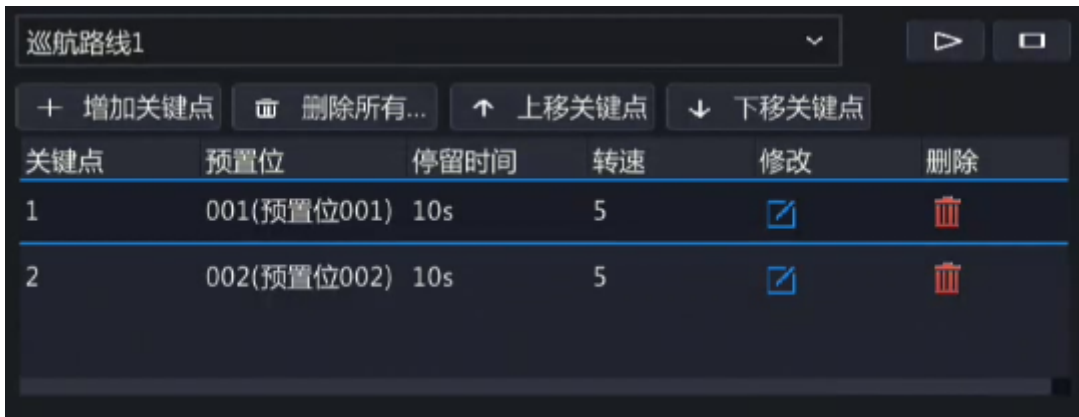 巡航路线1
增加关键点 删除所有... 上移关键点 下移关键点
关键点 预置位 停留时间 转速 修改 删除
1 001(预置位001) 10s 5
2 002(预置位002) 10s 5